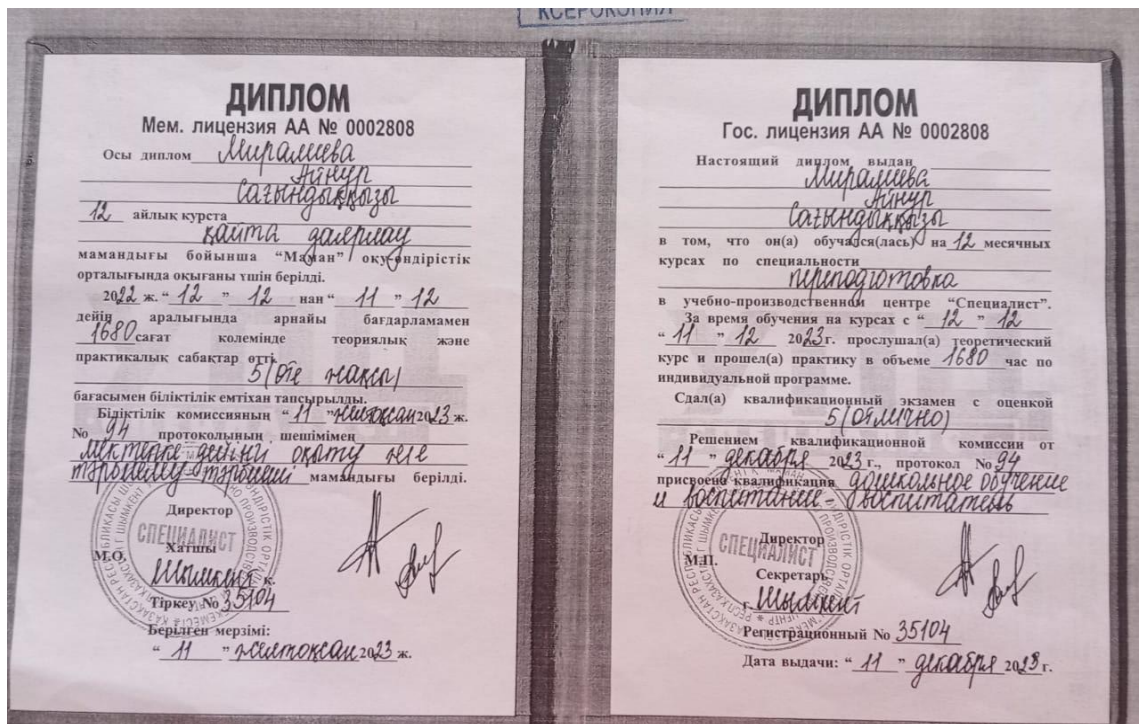 КСЕРОКОПИЯ
ДИПЛОМ
Мем. лицензия АА № 0002808
Осы диплом Миралиева
Айнур
Сағындыққызы
12 айлық курста
қайта даярлау
мамандығы бойынша “Маман” оқу-өндірістік
орталығында оқығаны үшін берілді.
2022 ж. “ 12 ” 12 нан “ 11 ” 12
дейін аралығында арнайы бағдарламамен
1680 сағат көлемінде теориялық және
практикалық сабақтар өтті
5 (өте жақсы)
бағасымен біліктілік емтихан тапсырылды.
Біліктілік комиссияның “ 11 ” желтоқсан 2023 ж.
№ 94 протоколының шешімімен
мектепке дейінгі оқыту және
тәрбиелеу тәрбиеші мамандығы берілді.
Директор
СПЕЦИАЛИСТ
М.О. Хатшы
Шымкент к.
Тіркеу № 35104
Берілген мерзімі:
“ 11 ” желтоқсан 2023 ж.
ДИПЛОМ
Гос. лицензия АА № 0002808
Настоящий диплом выдан
Миралиева
Айнур
Сағындыққызы
в том, что он(а) обучался(лась) на 12 месячных
курсах по специальности
переподготовка
в учебно-производственном центре “Специалист”.
За время обучения на курсах с “ 12 ” 12
“ 11 ” 12 2023 г. прослушал(а) теоретический
курс и прошел(а) практику в объеме 1680 час по
индивидуальной программе.
Сдал(а) квалификационный экзамен с оценкой
5 (отлично)
Решением квалификационной комиссии от
“ 11 ” декабря 2023 г., протокол № 94
присвоена квалификация дошкольное обучение
и воспитание - воспитатель
Директор
СПЕЦИАЛИСТ
М.П.
Секретарь
г. Шымкент
Регистрационный № 35104
Дата выдачи: “ 11 ” декабря 2023 г.